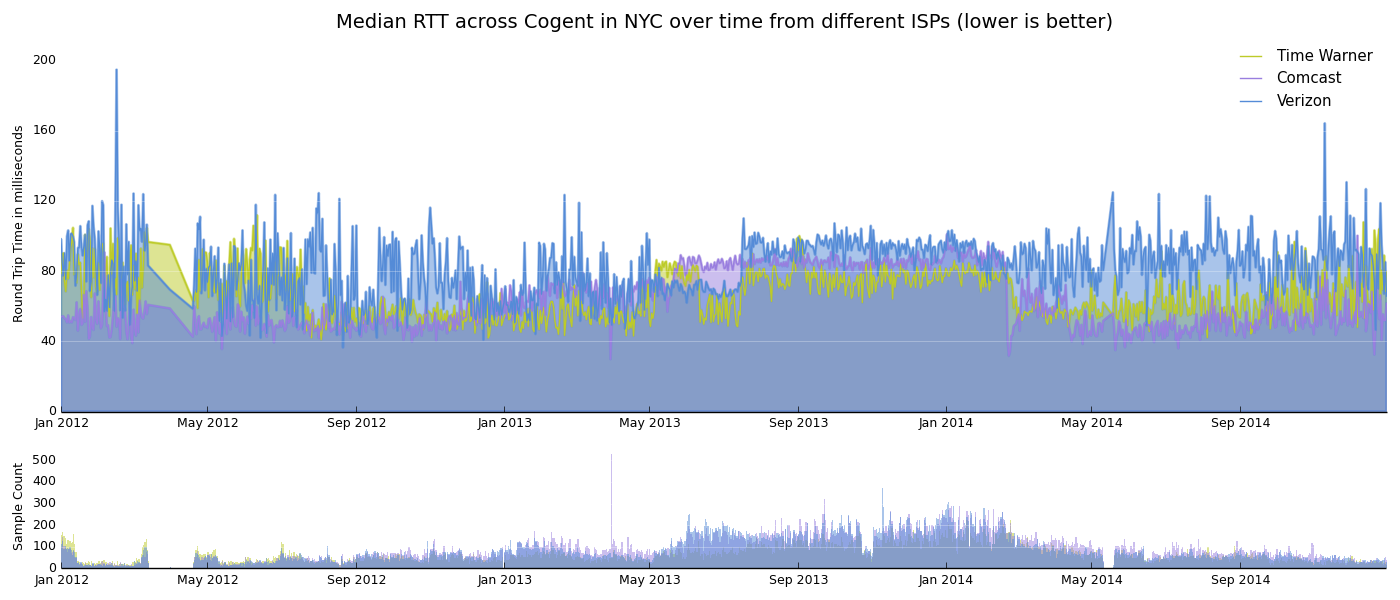 Median RTT across Cogent in NYC over time from different ISPs (lower is better)
Time Warner
Comcast
Verizon
Round Trip Time in milliseconds
200
160
120
80
40
0
Jan 2012 May 2012 Sep 2012 Jan 2013 May 2013 Sep 2013 Jan 2014 May 2014 Sep 2014
Sample Count
500
400
300
200
100
0
Jan 2012 May 2012 Sep 2012 Jan 2013 May 2013 Sep 2013 Jan 2014 May 2014 Sep 2014